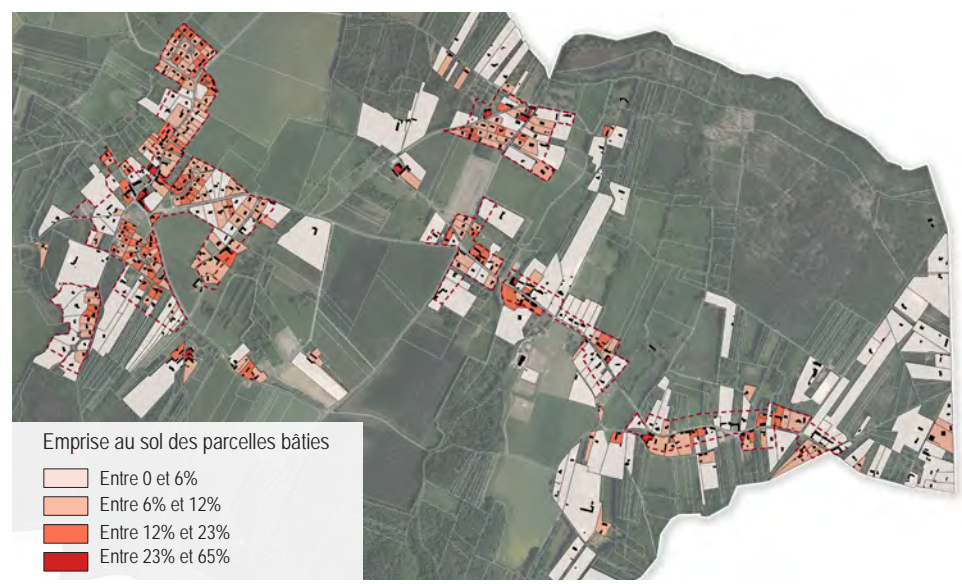 Emprise au sol des parcelles bâties
Entre 0 et 6%
Entre 6% et 12%
Entre 12% et 23%
Entre 23% et 65%